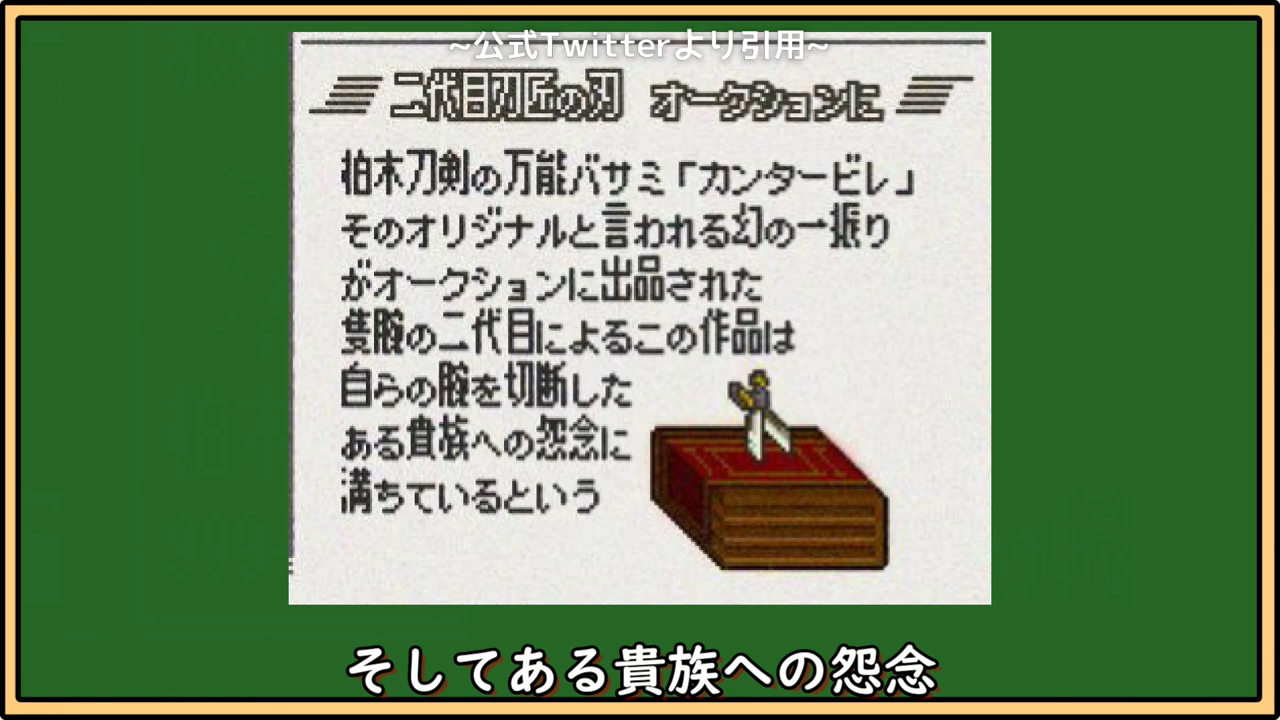 ~公式Twitterより引用~
二代目刃匠の刃 オークションに
柏木刀剣の万能バサミ「カンタービレ」
そのオリジナルと言われる幻の一振り
がオークションに出品された
隻腕の二代目によるこの作品は
自らの腕を切断した
ある貴族への怨念に
満ちているという
そしてある貴族への怨念